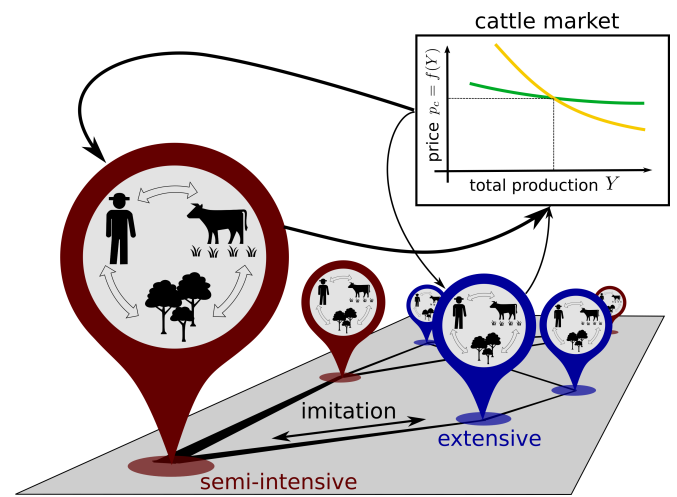 cattle market
price p_c = f(Y)
total production Y
imitation
extensive
semi-intensive